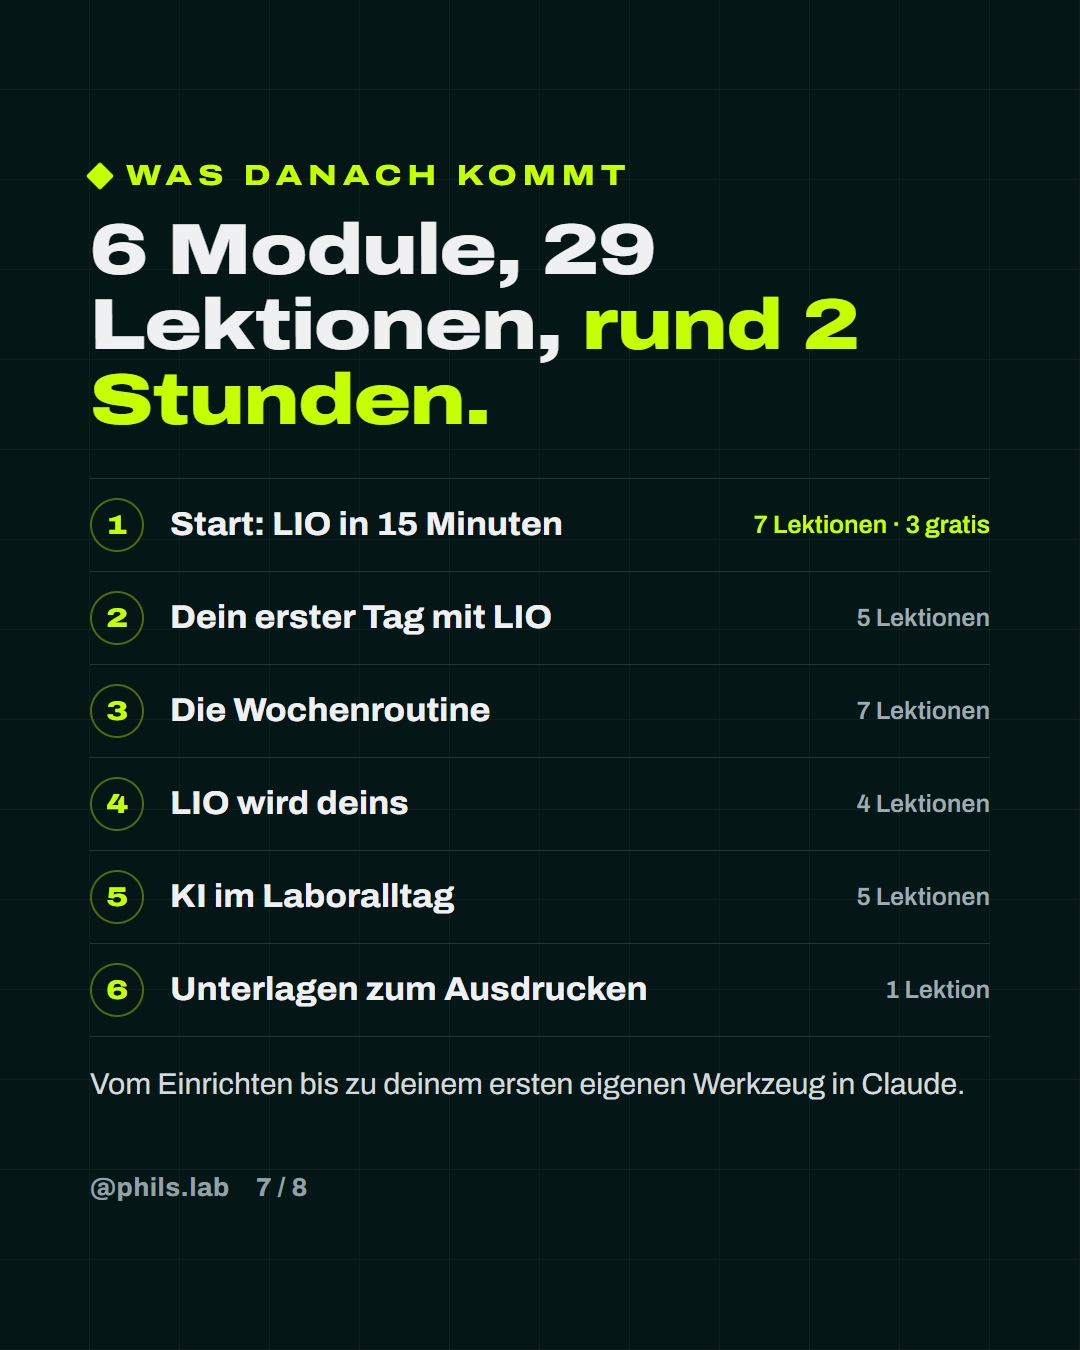 WAS DANACH KOMMT
6 Module, 29
Lektionen, rund 2
Stunden.
1 Start: LIO in 15 Minuten 7 Lektionen · 3 gratis
2 Dein erster Tag mit LIO 5 Lektionen
3 Die Wochenroutine 7 Lektionen
4 LIO wird deins 4 Lektionen
5 KI im Laboralltag 5 Lektionen
6 Unterlagen zum Ausdrucken 1 Lektion
Vom Einrichten bis zu deinem ersten eigenen Werkzeug in Claude.
@phils.lab 7 / 8